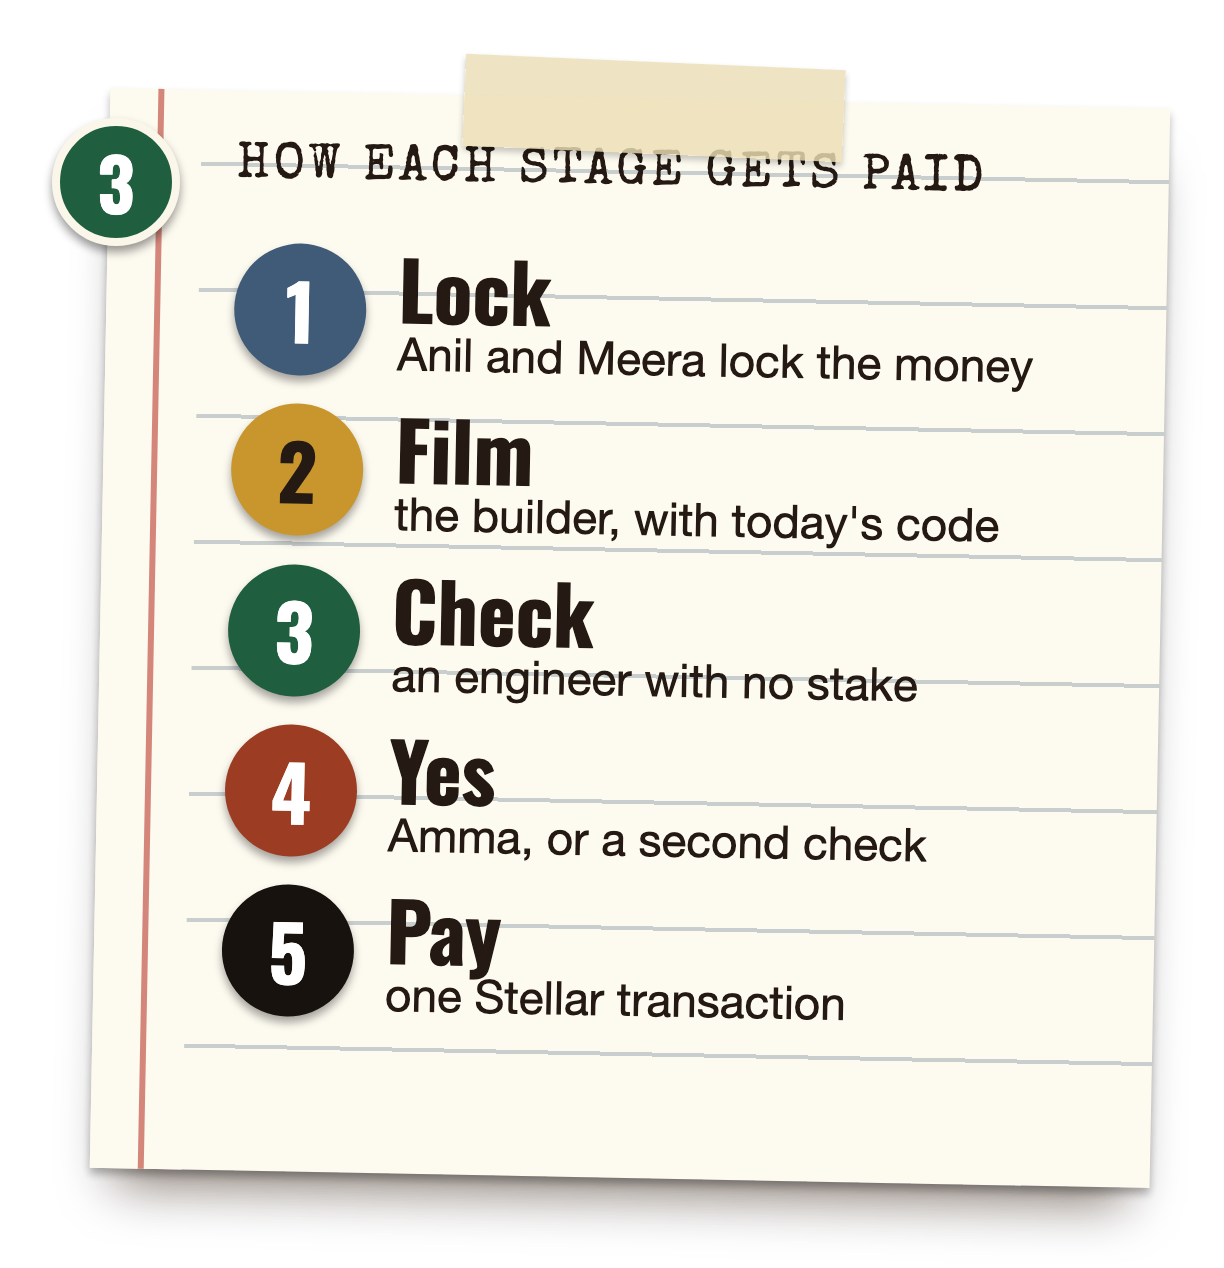 3
HOW EACH STAGE GETS PAID
1
Lock
Anil and Meera lock the money
2
Film
the builder, with today's code
3
Check
an engineer with no stake
4
Yes
Amma, or a second check
5
Pay
one Stellar transaction